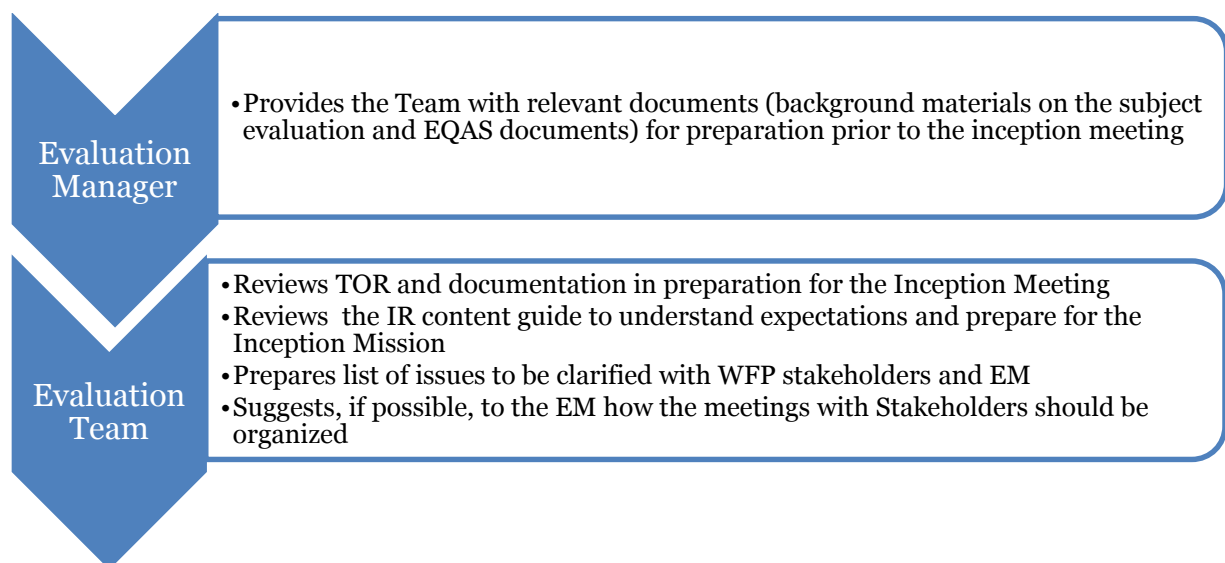 Evaluation
Manager
•Provides the Team with relevant documents (background materials on the subject
evaluation and EQAS documents) for preparation prior to the inception meeting
Evaluation
Team
•Reviews TOR and documentation in preparation for the Inception Meeting
•Reviews  the IR content guide to understand expectations and prepare for the
Inception Mission
•Prepares list of issues to be clarified with WFP stakeholders and EM
•Suggests, if possible, to the EM how the meetings with Stakeholders should be
organized